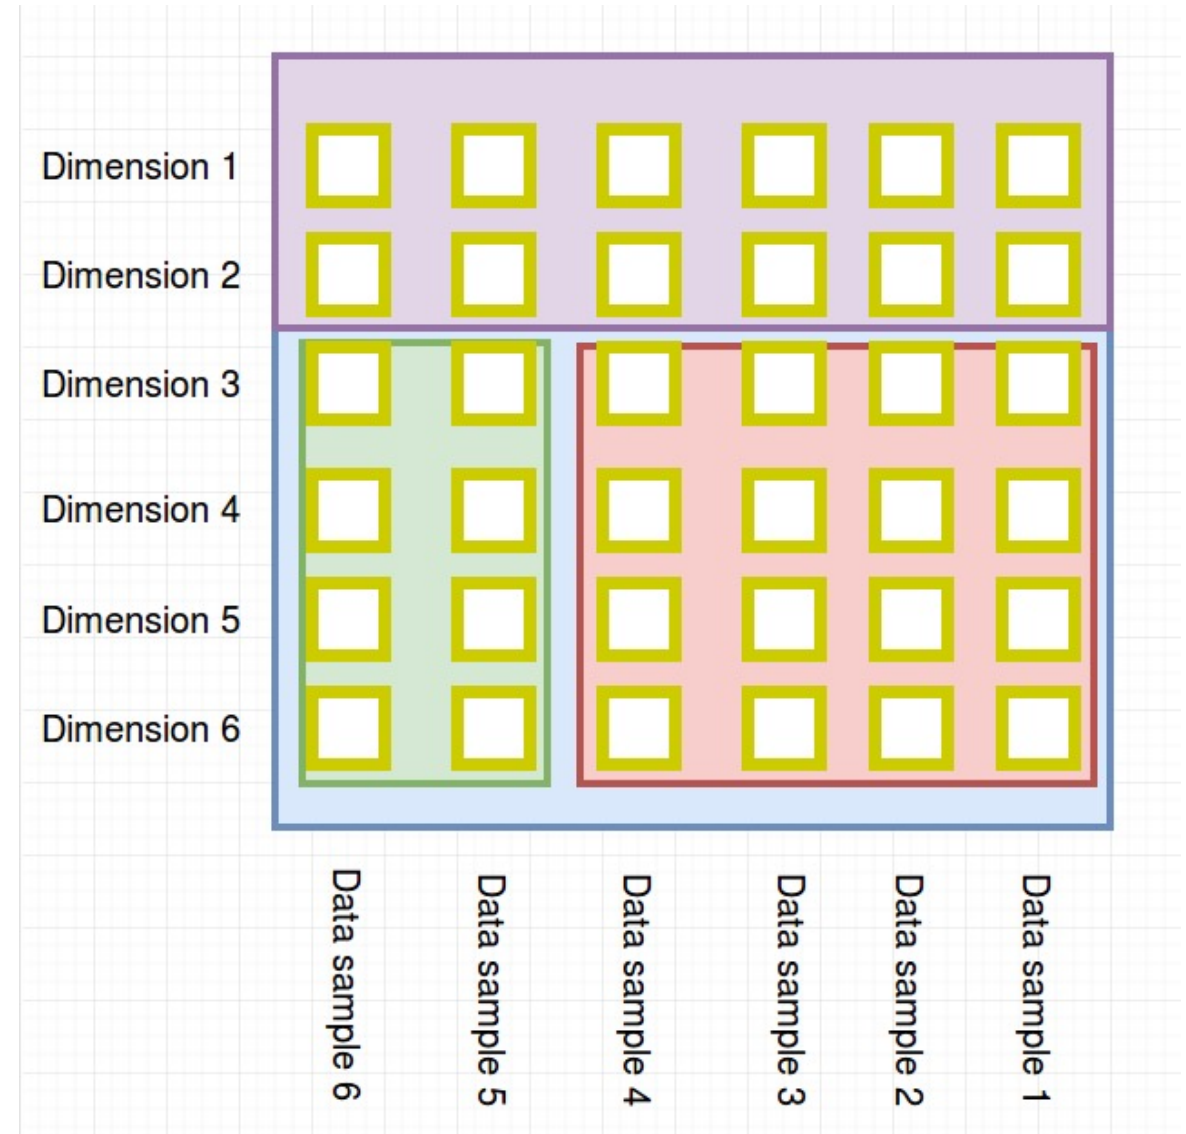 Dimension 1
Dimension 2
Dimension 3
Dimension 4
Dimension 5
Dimension 6
Data sample 6
Data sample 5
Data sample 4
Data sample 3
Data sample 2
Data sample 1